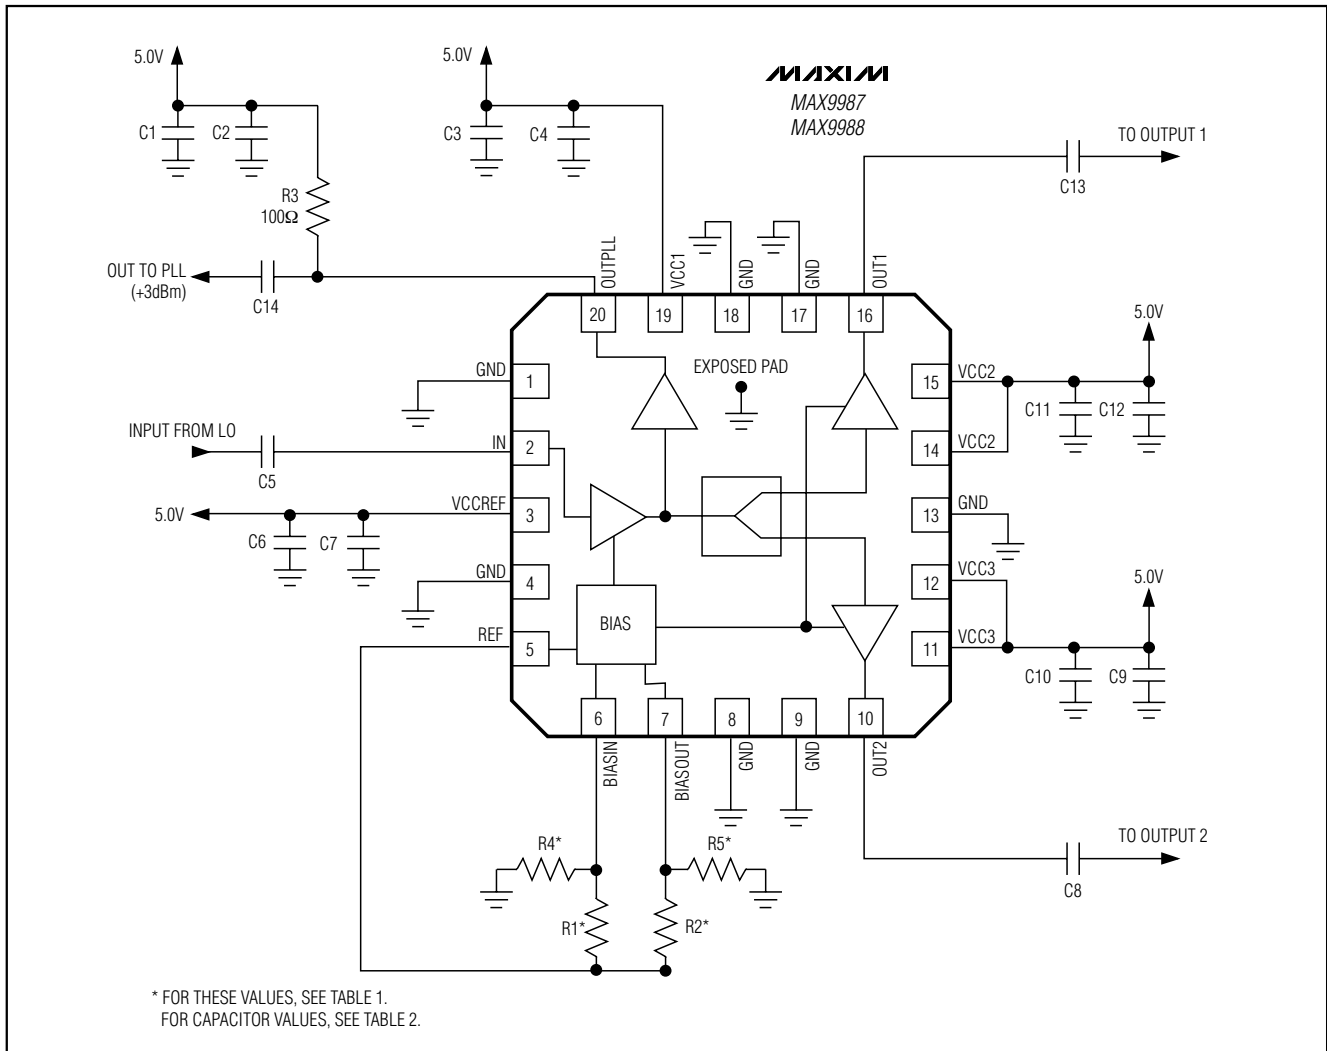 5.0V
5.0V
MAXIM
MAX9987
MAX9988
C1
C2
C3
C4
TO OUTPUT 1
C13
R3
100Ω
OUT TO PLL
(+3dBm)
C14
OUTPLL
VCC1
GND
GND
OUT1
20
19
18
17
16
5.0V
GND
1
EXPOSED PAD
15
VCC2
C11
C12
INPUT FROM LO
C5
IN
2
14
VCC2
5.0V
VCCREF
3
13
GND
C6
C7
GND
4
12
VCC3
5.0V
BIAS
REF
5
11
VCC3
C10
C9
6
7
8
9
10
BIASIN
BIASOUT
GND
GND
OUT2
R4*
R5*
TO OUTPUT 2
C8
R1*
R2*
* FOR THESE VALUES, SEE TABLE 1.
FOR CAPACITOR VALUES, SEE TABLE 2.